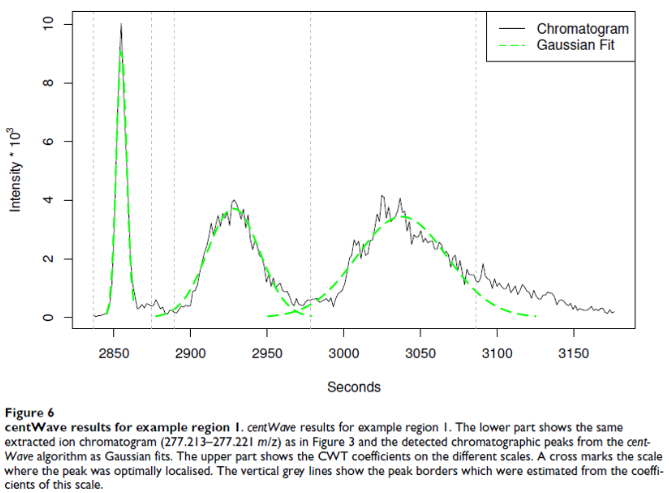 Chromatogram
Gaussian Fit
10
8
6
4
2
0
Intensity * 10³
2850 2900 2950 3000 3050 3100 3150
Seconds
Figure 6
centWave results for example region 1. centWave results for example region 1. The lower part shows the same
extracted ion chromatogram (277.213–277.221 m/z) as in Figure 3 and the detected chromatographic peaks from the cent-
Wave algorithm as Gaussian fits. The upper part shows the CWT coefficients on the different scales. A cross marks the scale
where the peak was optimally localised. The vertical grey lines show the peak borders which were estimated from the coeffi-
cients of this scale.